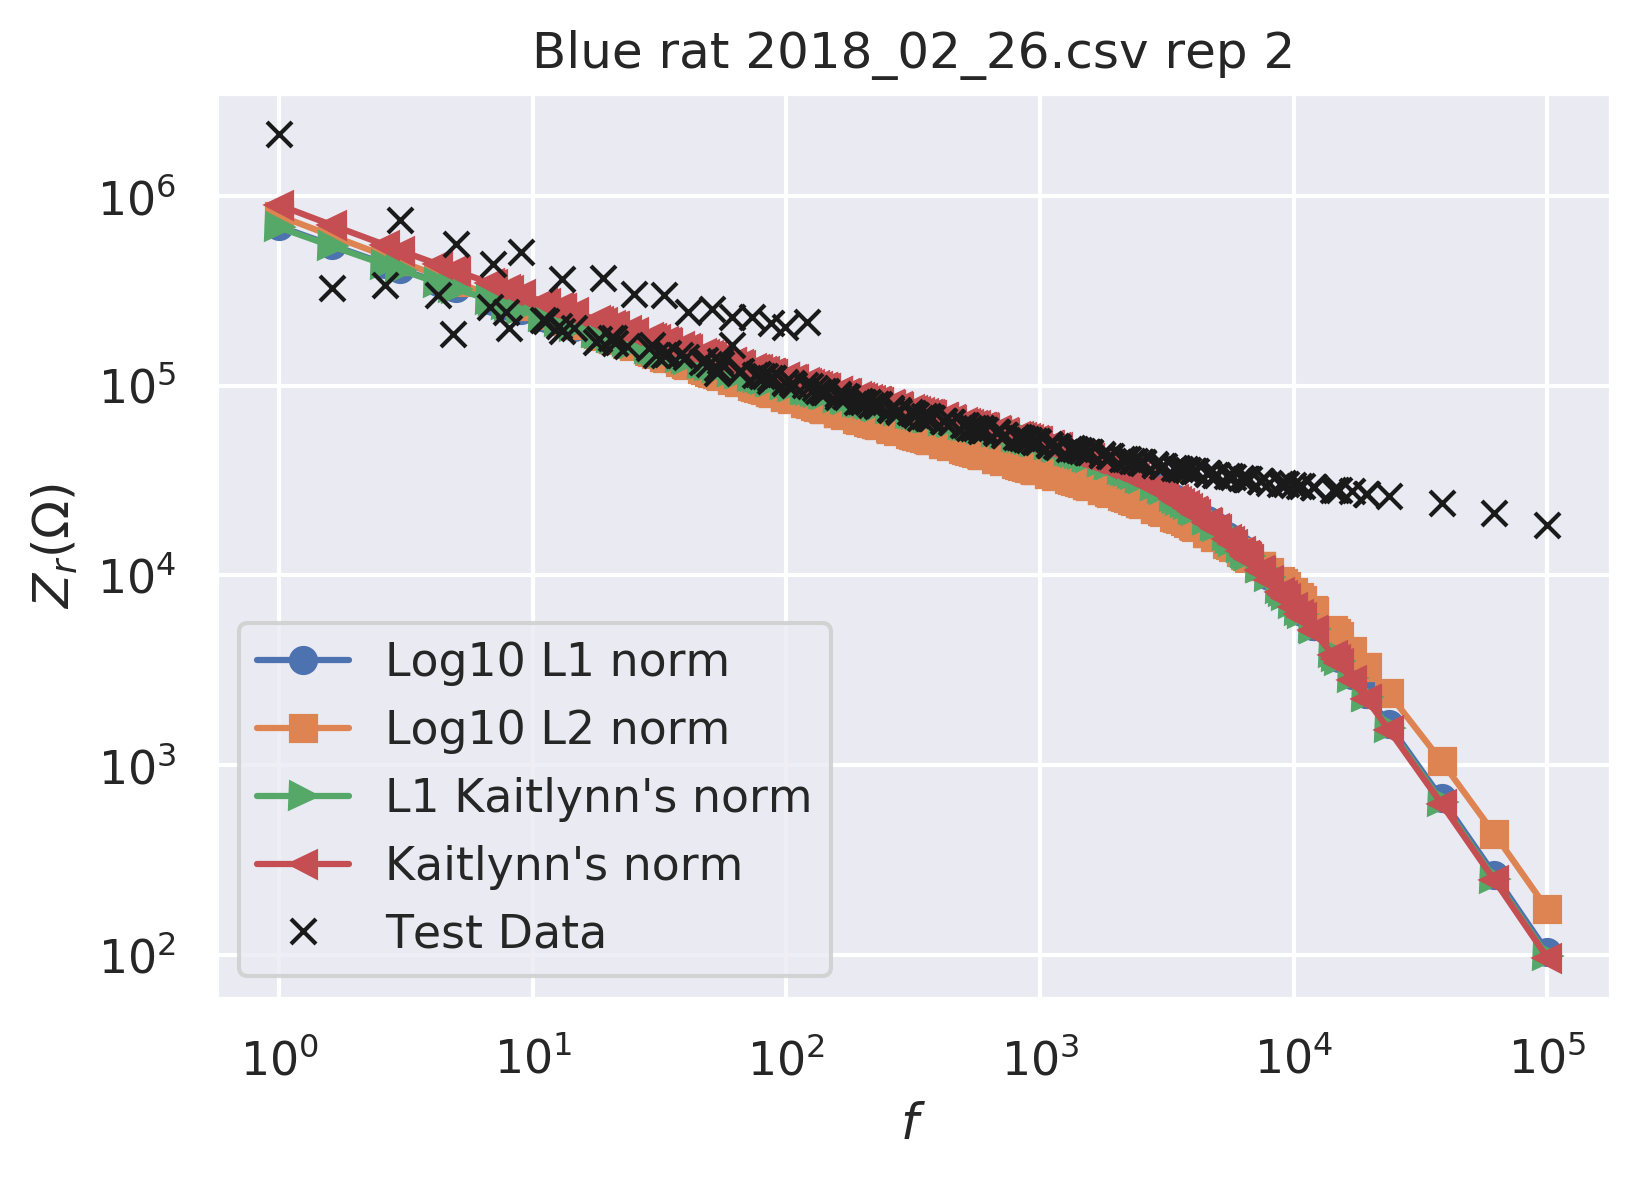 Blue rat 2018_02_26.csv rep 2
Z_r(Ω)
10^6
10^5
10^4
10^3
10^2
Log10 L1 norm
Log10 L2 norm
L1 Kaitlynn's norm
Kaitlynn's norm
Test Data
10^0 10^1 10^2 10^3 10^4 10^5
f